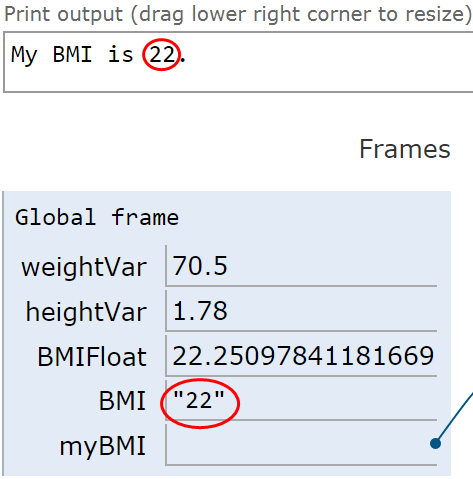 Print output (drag lower right corner to resize)
My BMI is 22.
Frames
Global frame
weightVar 70.5
heightVar 1.78
BMIFloat 22.25097841181669
BMI "22"
myBMI